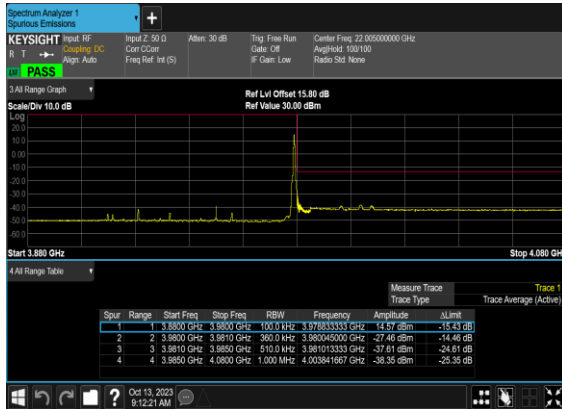 Spectrum Analyzer 1
Spurious Emissions
KEYSIGHT Input: RF Input Z: 50 Ω Atten: 30 dB Trig: Free Run Center Freq: 22.005000000 GHz
R T Coupling: DC Corr CCorr Gate: Off Avg|Hold: 100/100
Align: Auto Freq Ref: Int (S) IF Gain: Low Radio Std: None
PASS
3 All Range Graph Ref Lvl Offset 15.80 dB
Scale/Div 10.0 dB Ref Value 30.00 dBm
Log
20.0
10.0
0.00
-10.0
-20.0
-30.0
-40.0
-50.0
-60.0
Start 3.880 GHz Stop 4.080 GH
4 All Range Table
Measure Trace Trace 1
Trace Type Trace Average (Active)
Spur Range Start Freq Stop Freq RBW Frequency Amplitude ΔLimit
1 1 3.8800 GHz 3.9800 GHz 100.0 kHz 3.978833333 GHz 14.57 dBm -15.43 dB
2 2 3.9800 GHz 3.9810 GHz 360.0 kHz 3.980045000 GHz -27.46 dBm -14.46 dB
3 3 3.9810 GHz 3.9850 GHz 510.0 kHz 3.981013333 GHz -37.61 dBm -24.61 dB
4 4 3.9850 GHz 4.0800 GHz 1.000 MHz 4.003841667 GHz -38.35 dBm -25.35 dB
Oct 13, 2023
9:12:21 AM